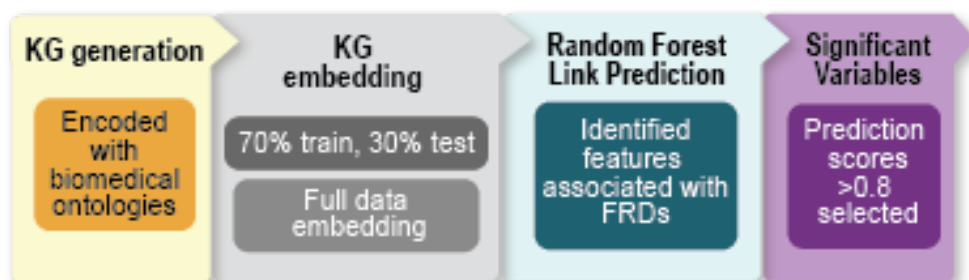 KG generation
Encoded
with
biomedical
ontologies
KG
embedding
70% train, 30% test
Full data
embedding
Random Forest
Link Prediction
Identified
features
associated with
FRDs
Significant
Variables
Prediction
scores
>0.8
selected